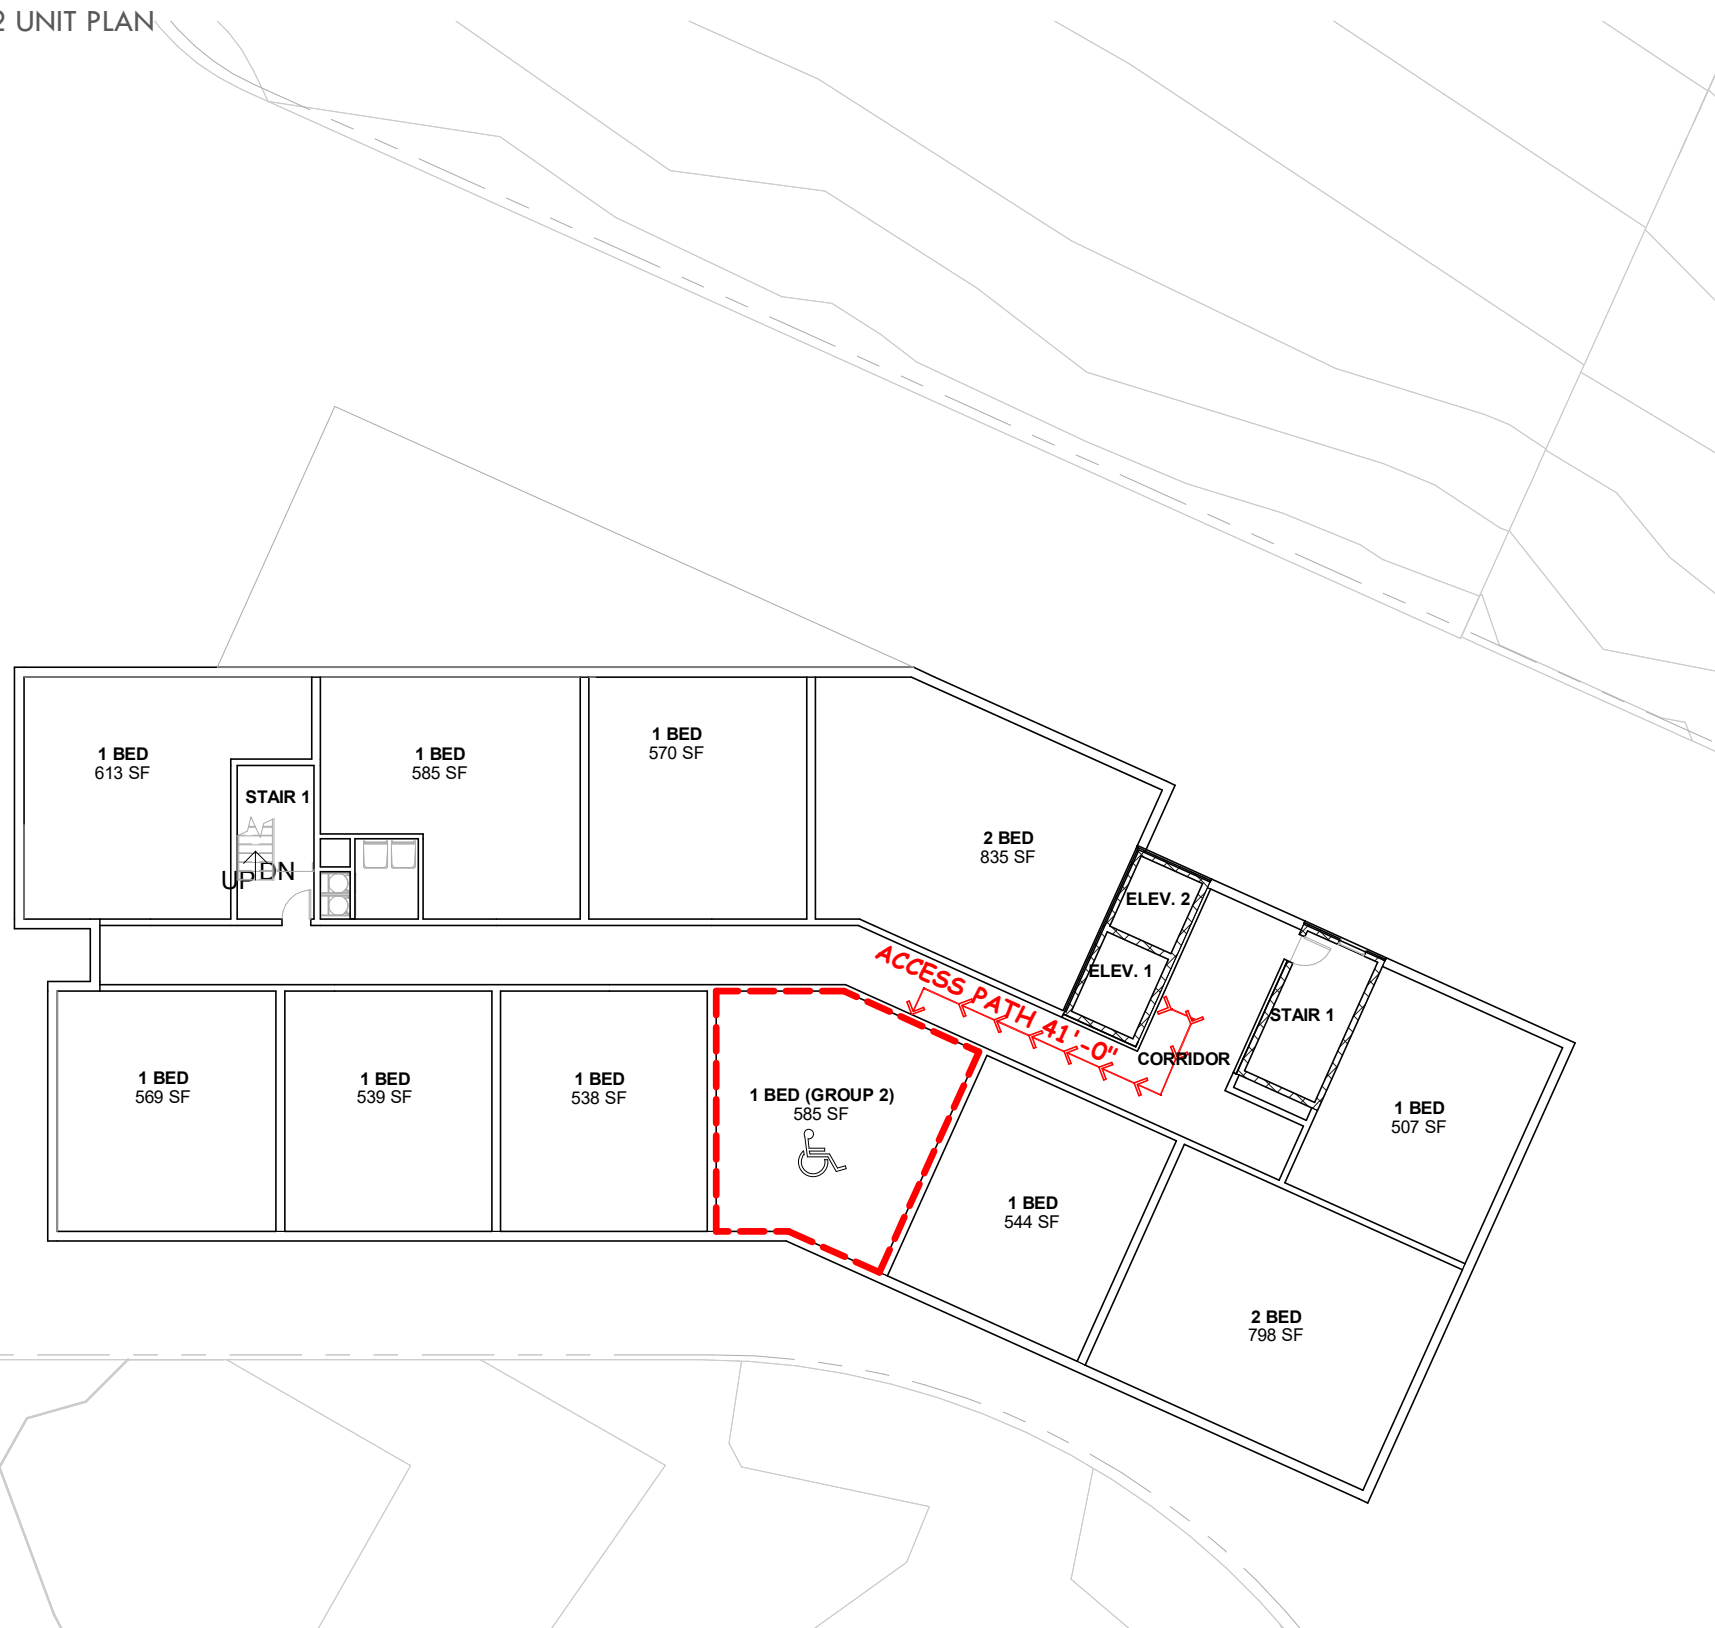 2 UNIT PLAN
1 BED
613 SF
STAIR 1
UP
DN
1 BED
585 SF
1 BED
570 SF
2 BED
835 SF
ELEV. 2
ELEV. 1
ACCESS PATH 41'-0"
CORRIDOR
STAIR 1
1 BED
507 SF
1 BED
569 SF
1 BED
539 SF
1 BED
538 SF
1 BED (GROUP 2)
585 SF
1 BED
544 SF
2 BED
798 SF